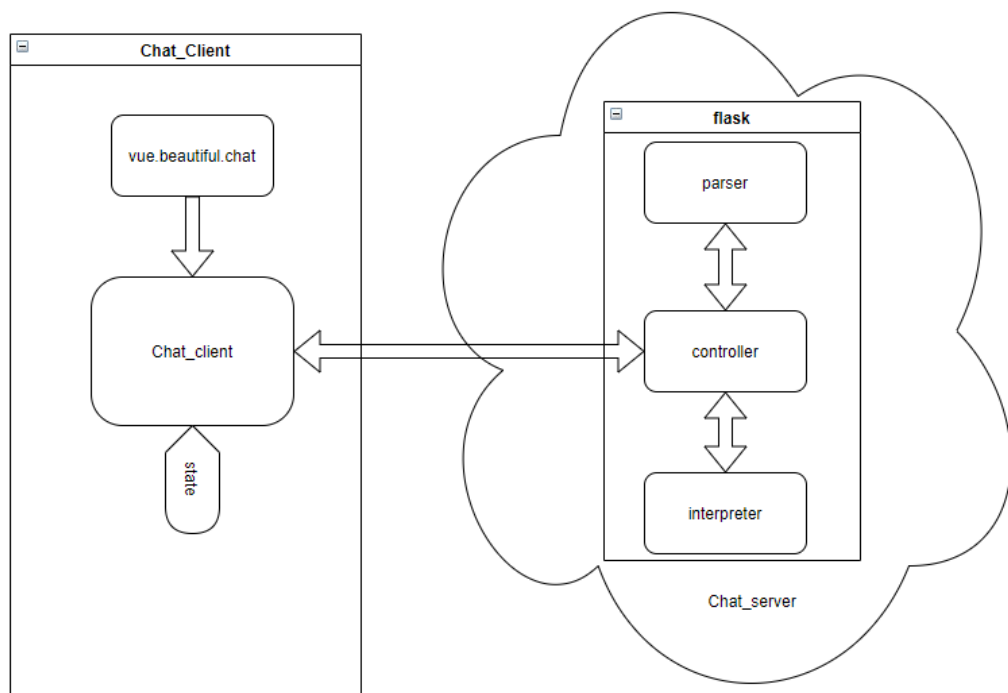 Chat_Client
vue.beautiful.chat
Chat_client
state
flask
parser
controller
interpreter
Chat_server